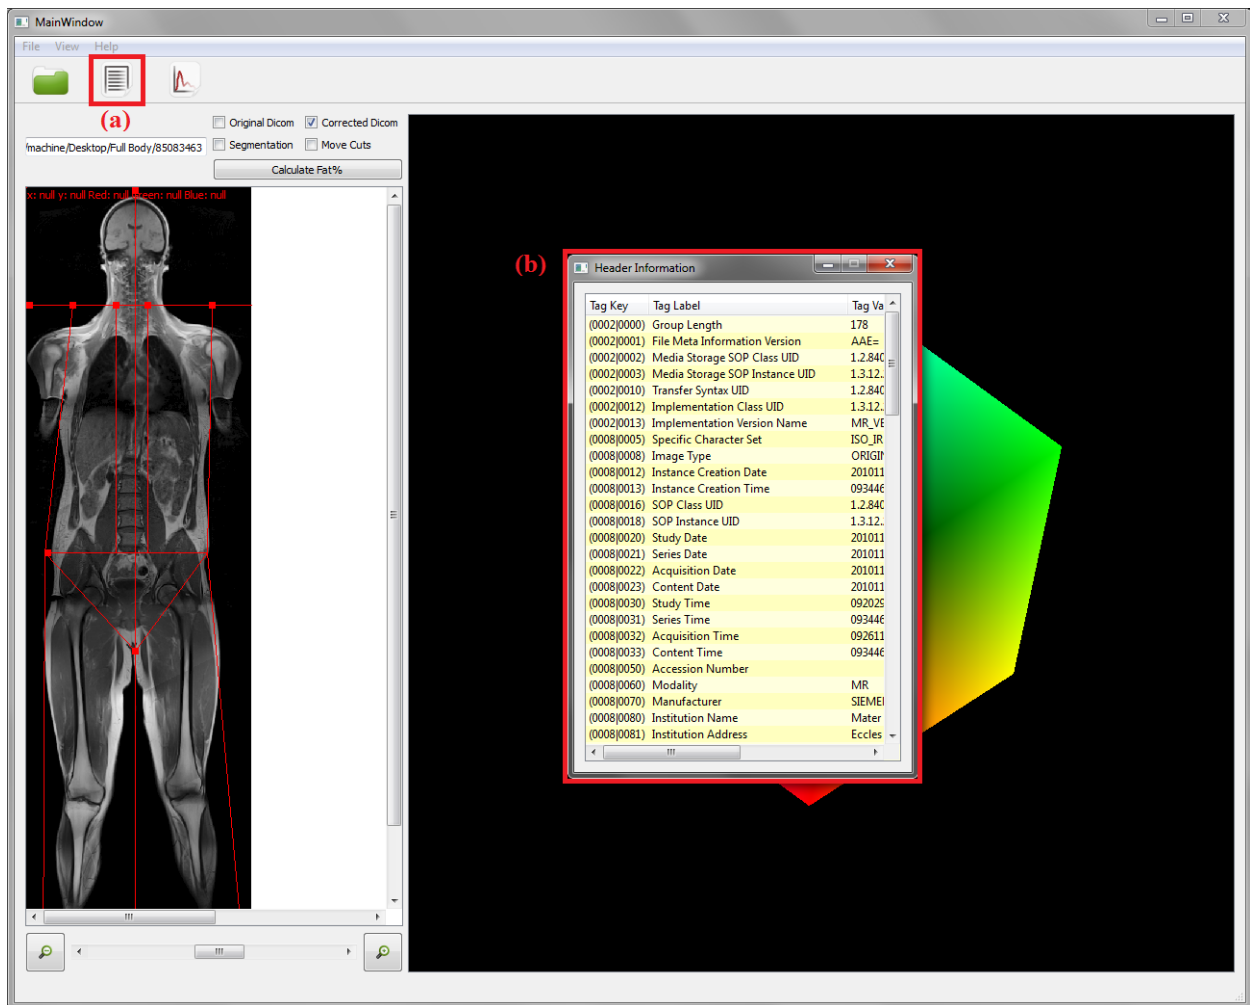 MainWindow
File View Help
(a)
Original Dicom Corrected Dicom
/machine/Desktop/Full Body/85083463 Segmentation Move Cuts
Calculate Fat%
x: null y: null Red: null Green: null Blue: null
(b)
Header Information
Tag Key Tag Label Tag Va
(0002|0000) Group Length 178
(0002|0001) File Meta Information Version AAE=
(0002|0002) Media Storage SOP Class UID 1.2.840
(0002|0003) Media Storage SOP Instance UID 1.3.12..
(0002|0010) Transfer Syntax UID 1.2.840
(0002|0012) Implementation Class UID 1.3.12..
(0002|0013) Implementation Version Name MR_VE
(0008|0005) Specific Character Set ISO_IR
(0008|0008) Image Type ORIGIN
(0008|0012) Instance Creation Date 201011
(0008|0013) Instance Creation Time 093446
(0008|0016) SOP Class UID 1.2.840
(0008|0018) SOP Instance UID 1.3.12..
(0008|0020) Study Date 201011
(0008|0021) Series Date 201011
(0008|0022) Acquisition Date 201011
(0008|0023) Content Date 201011
(0008|0030) Study Time 092029
(0008|0031) Series Time 093446
(0008|0032) Acquisition Time 092611
(0008|0033) Content Time 093446
(0008|0050) Accession Number
(0008|0060) Modality MR
(0008|0070) Manufacturer SIEMEI
(0008|0080) Institution Name Mater
(0008|0081) Institution Address Eccles